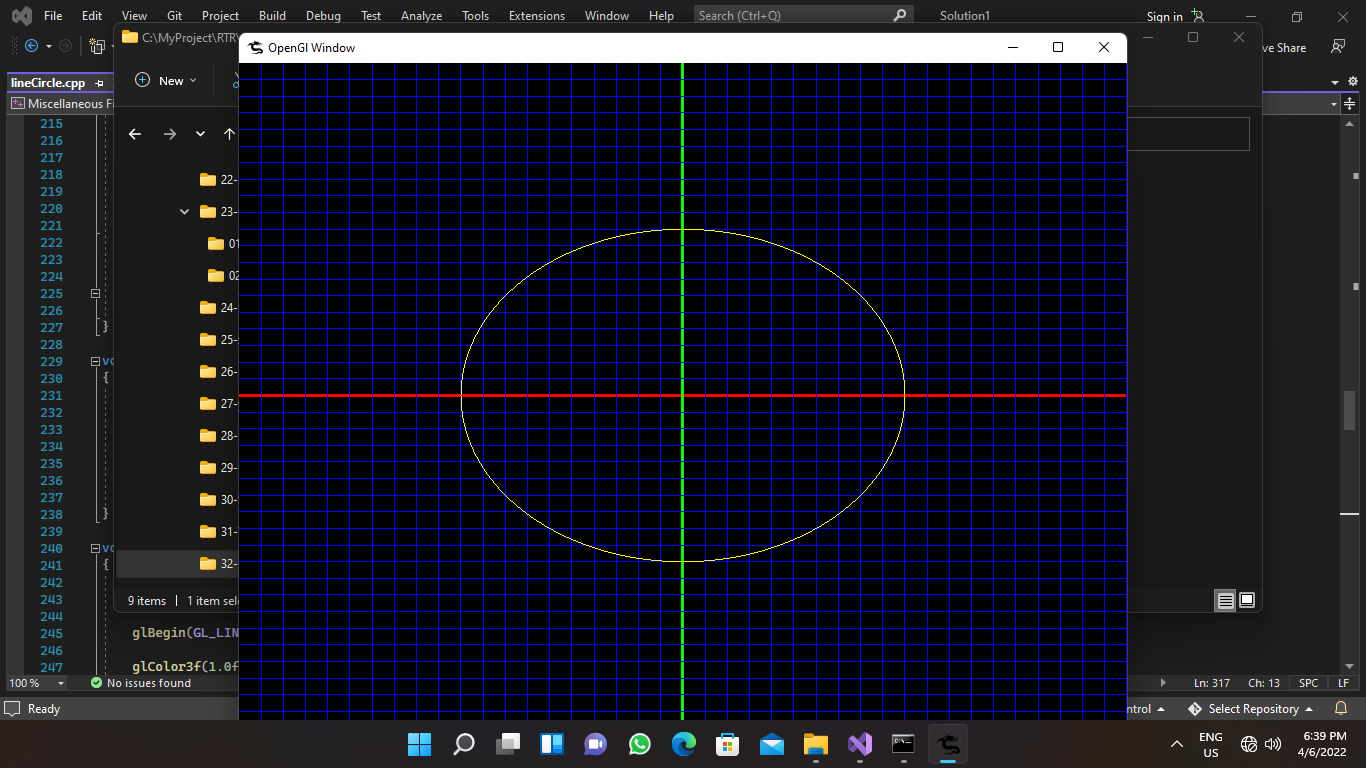 File Edit View Git Project Build Debug Test Analyze Tools Extensions Window Help Search (Ctrl+Q) Solution1 Sign in
C:\MyProject\RTR
OpenGl Window
ve Share
lineCircle.cpp
New
Miscellaneous Fi
215
216
217
218
219
220
221
222
223
224
225
226
227 }
228
229 vo
230 {
231
232
233
234
235
236
237
238 }
239
240 vo
241 {
242
243
244
245 glBegin(GL_LIN
246
247 glColor3f(1.0f
22-
23-
01
02
24-
25-
26-
27-
28-
29-
30-
31-
32-
9 items 1 item sele
100 % No issues found Ln: 317 Ch: 13 SPC LF
Ready ntrol Select Repository
ENG
US
6:39 PM
4/6/2022